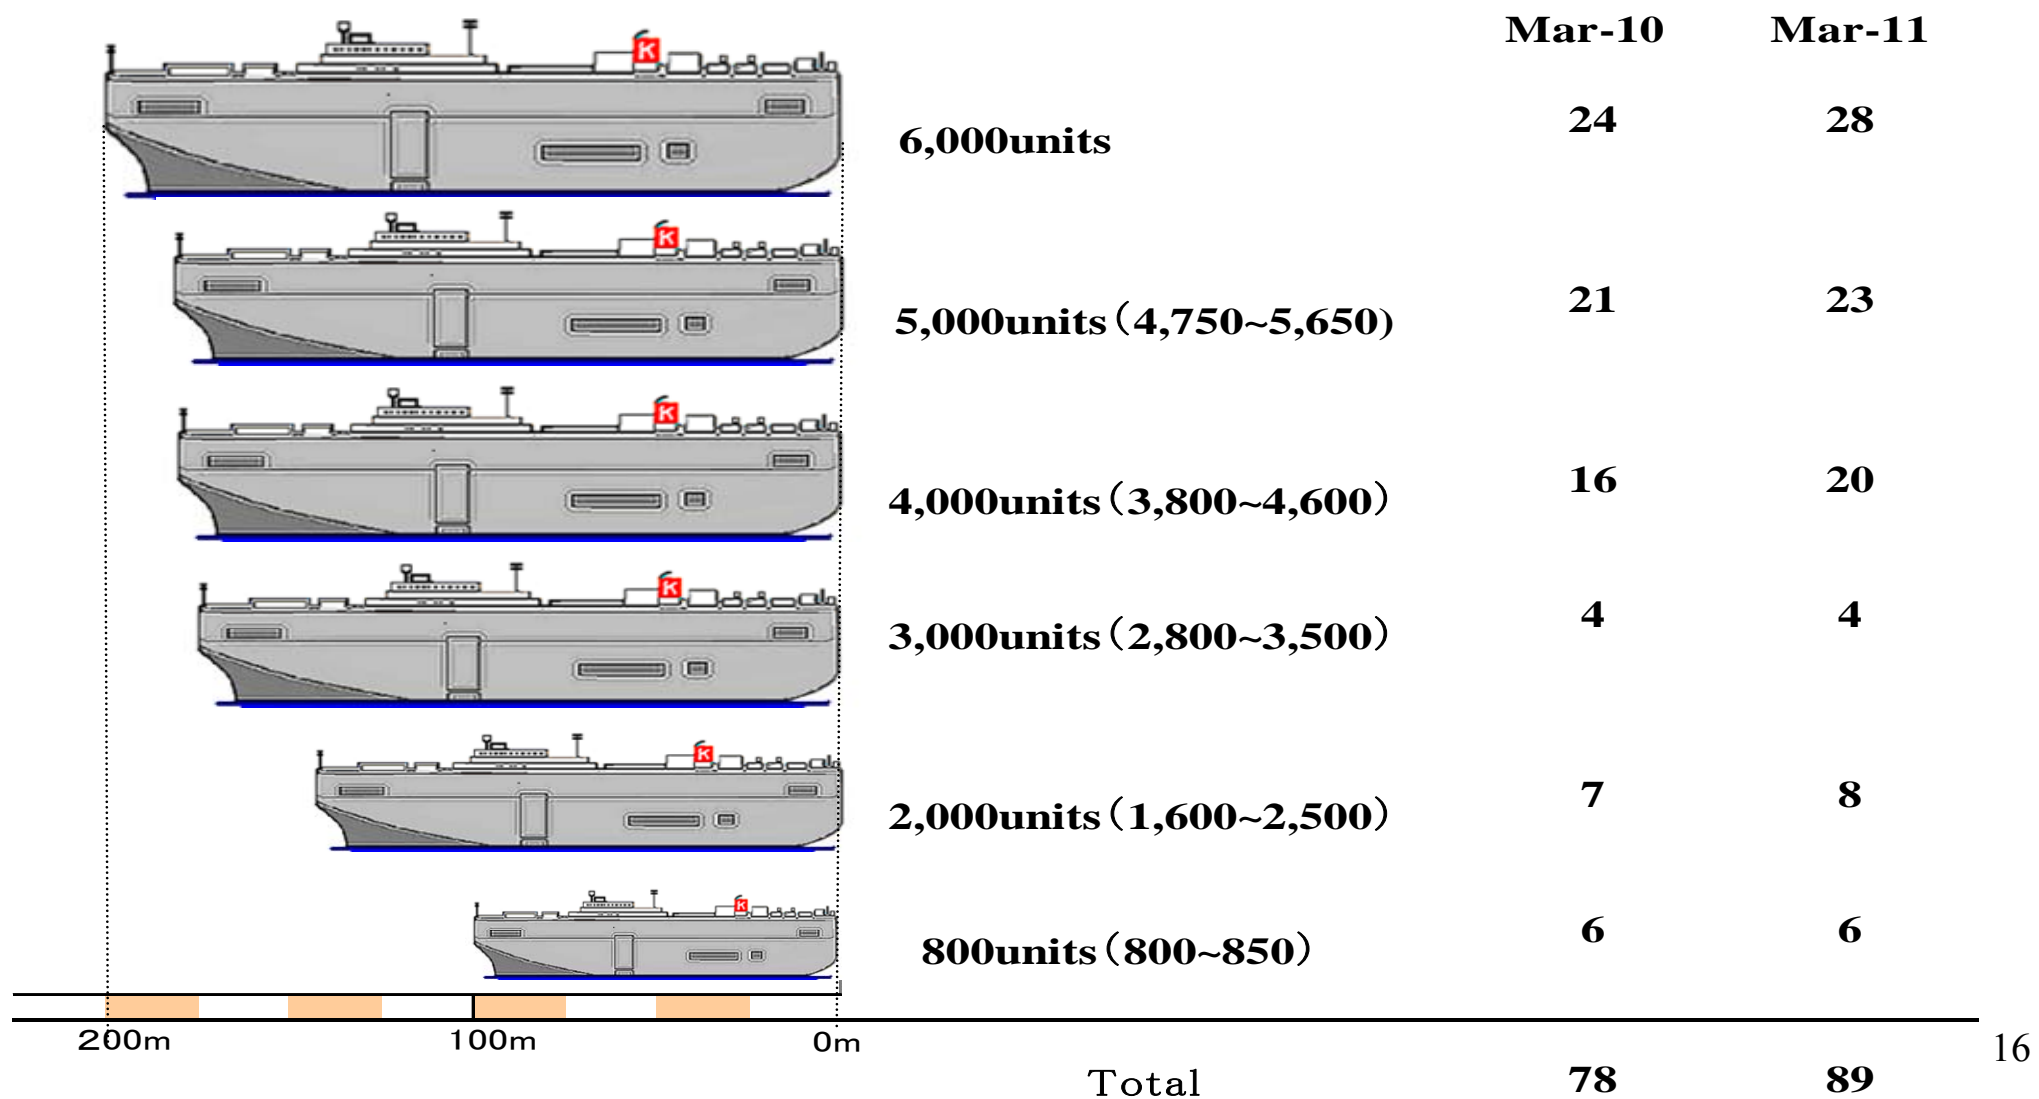 Mar-10 Mar-11
K
6,000units 24 28
K
5,000units（4,750~5,650) 21 23
K
4,000units（3,800~4,600） 16 20
K
3,000units（2,800~3,500） 4 4
K
2,000units（1,600~2,500） 7 8
K
800units（800~850） 6 6
200m 100m 0m
16
Total 78 89